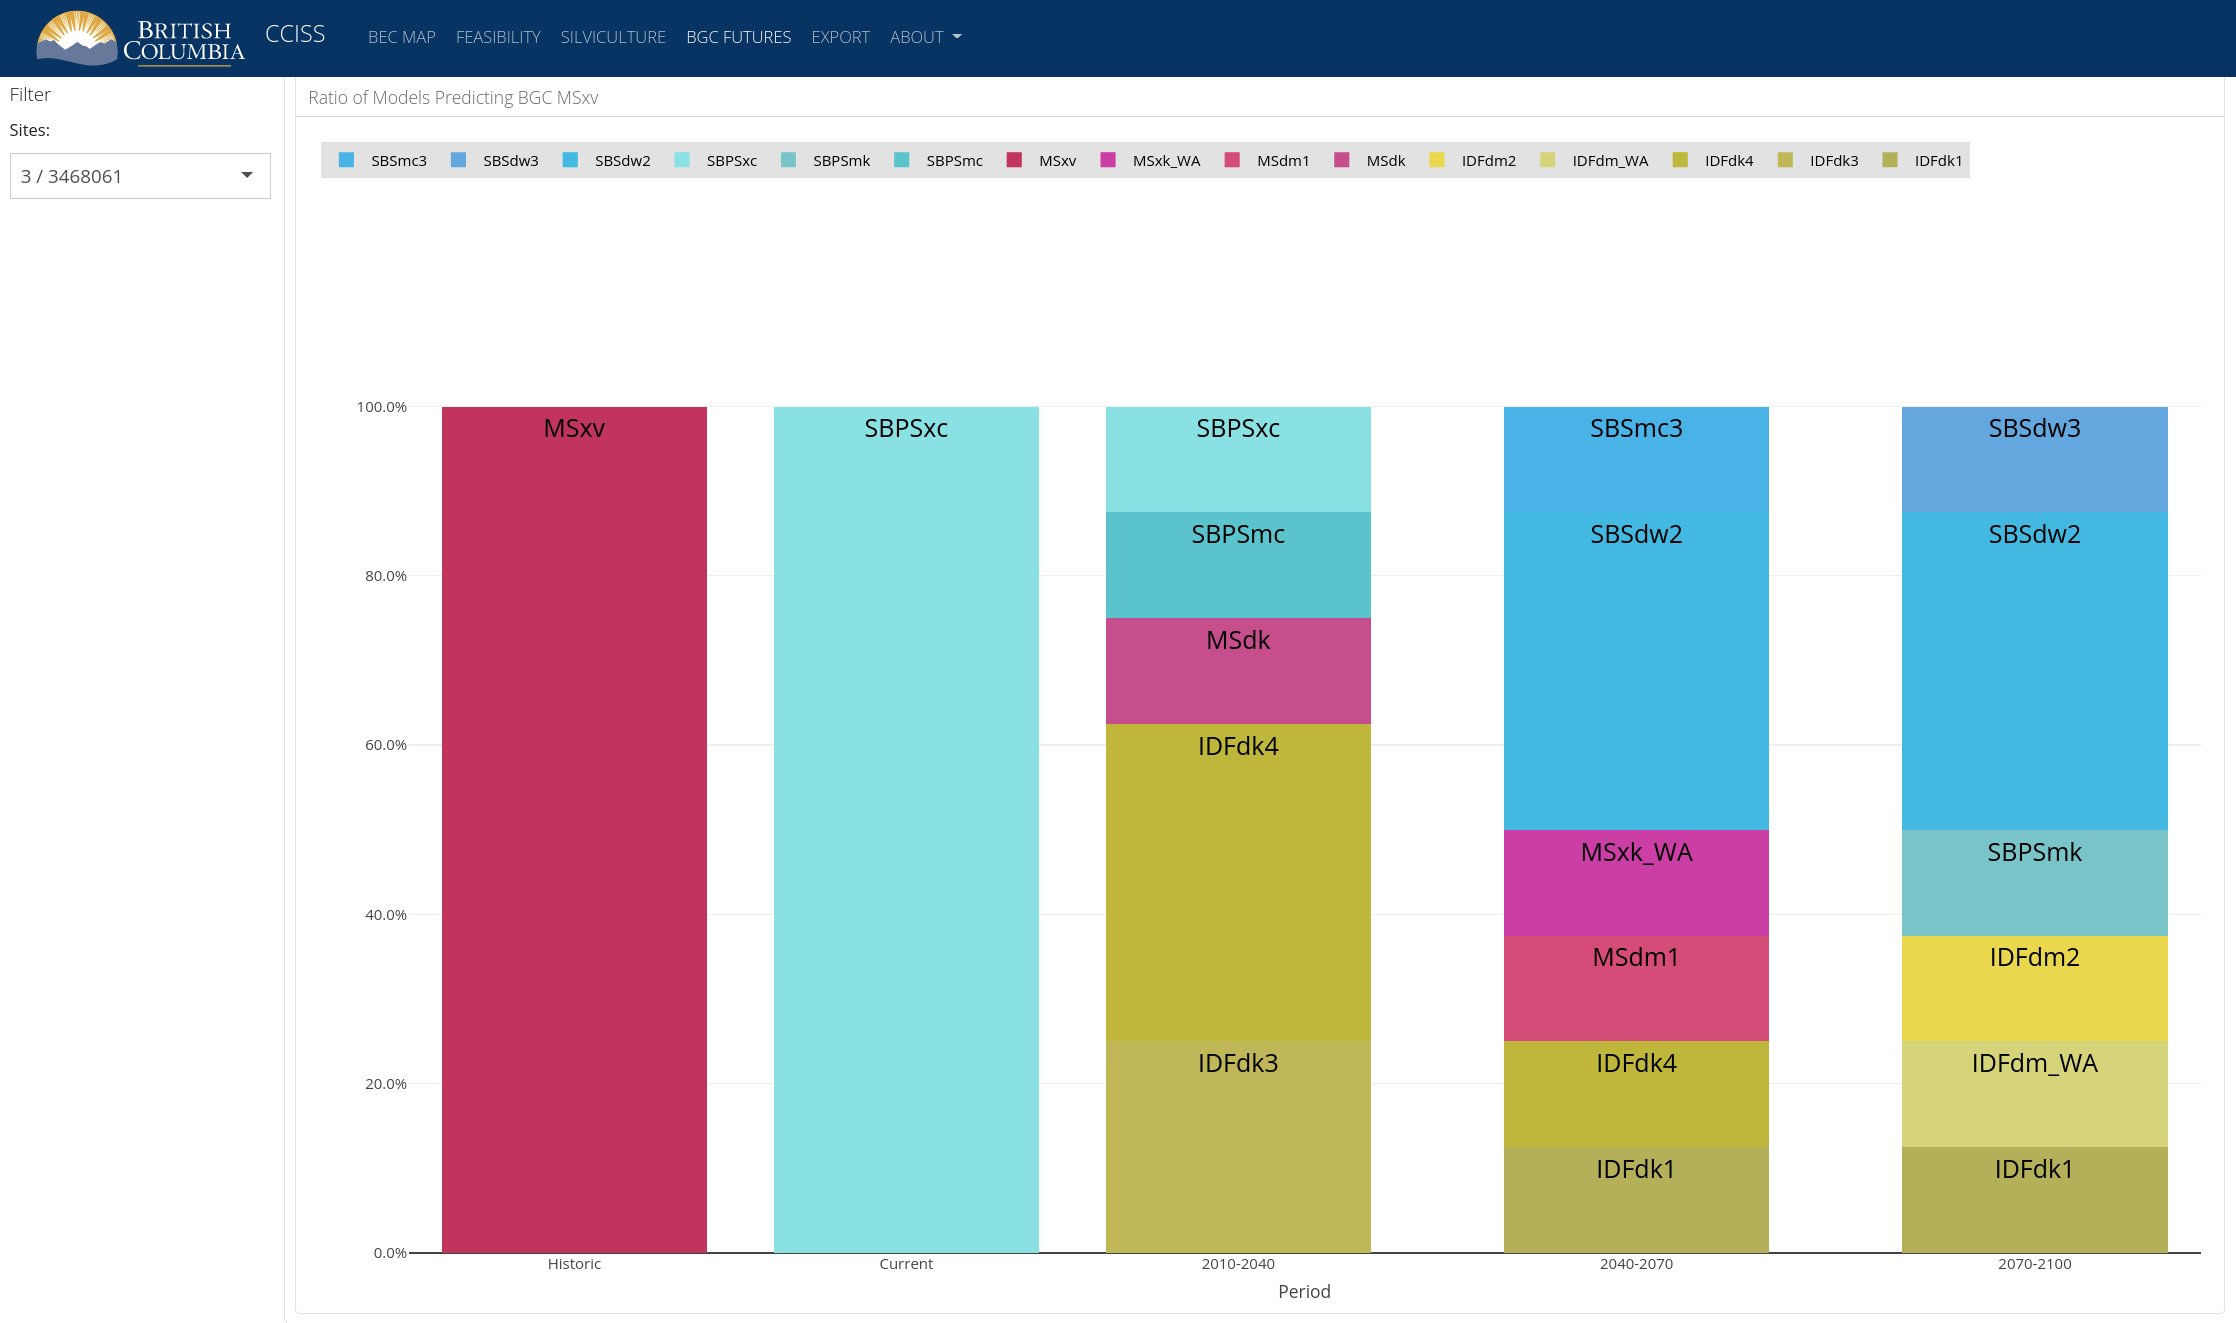 BRITISH
COLUMBIA
CCISS
BEC MAP FEASIBILITY SILVICULTURE BGC FUTURES EXPORT ABOUT
Filter
Sites:
3 / 3468061
Ratio of Models Predicting BGC MSxv
SBSmc3 SBSdw3 SBSdw2 SBPSxc SBPSmk SBPSmc MSxv MSxk_WA MSdm1 MSdk IDFdm2 IDFdm_WA IDFdk4 IDFdk3 IDFdk1
100.0%
MSxv SBPSxc SBPSxc SBSmc3 SBSdw3
SBPSmc SBSdw2 SBSdw2
80.0%
MSdk
60.0%
IDFdk4
MSxk_WA SBPSmk
40.0%
MSdm1 IDFdm2
IDFdk3 IDFdk4 IDFdm_WA
20.0%
IDFdk1 IDFdk1
0.0%
Historic Current 2010-2040 2040-2070 2070-2100
Period